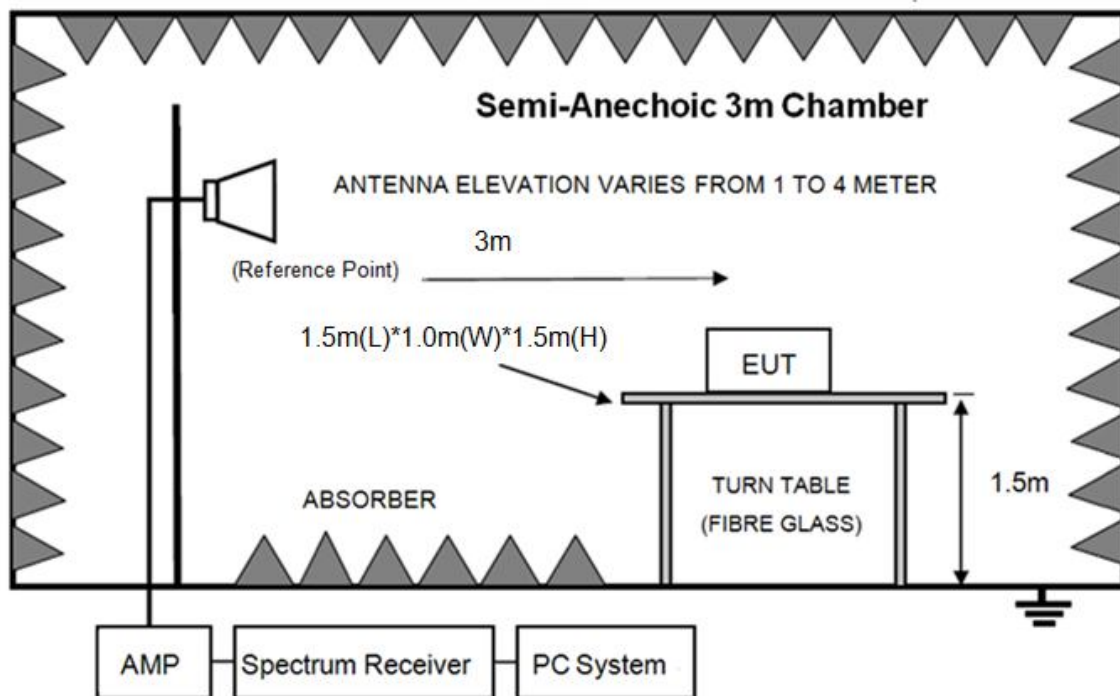 Semi-Anechoic 3m Chamber
ANTENNA ELEVATION VARIES FROM 1 TO 4 METER
3m
(Reference Point)
1.5m(L)*1.0m(W)*1.5m(H)
EUT
ABSORBER
TURN TABLE
(FIBRE GLASS)
1.5m
AMP
Spectrum Receiver
PC System